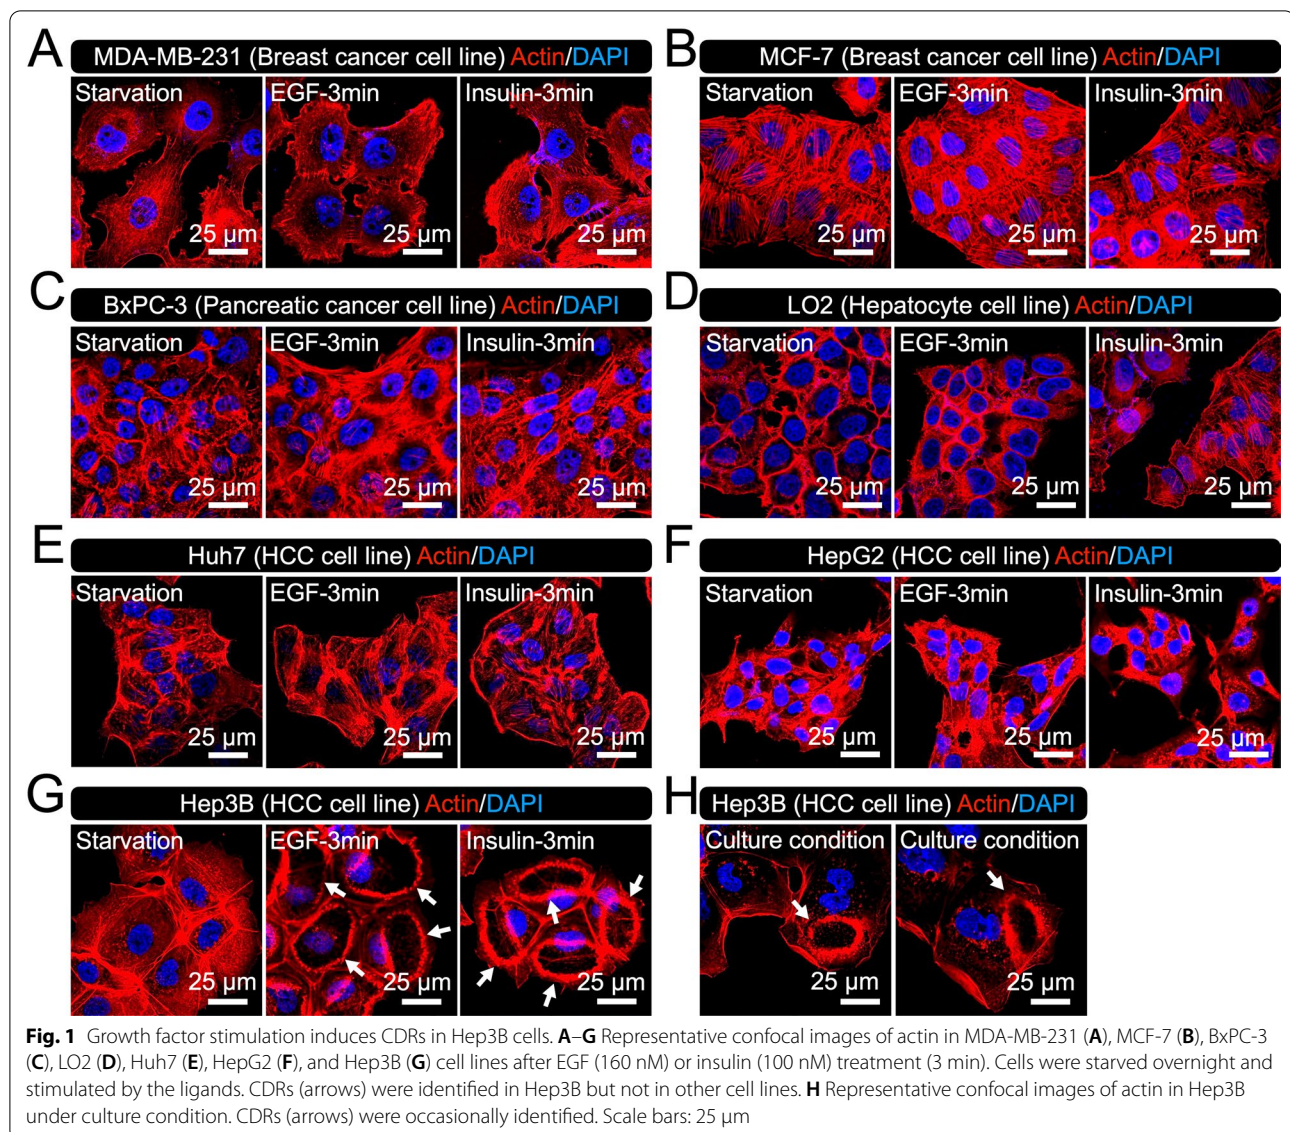 A
MDA-MB-231 (Breast cancer cell line) Actin/DAPI
Starvation
EGF-3min
Insulin-3min
25 µm
25 µm
25 µm
B
MCF-7 (Breast cancer cell line) Actin/DAPI
Starvation
EGF-3min
Insulin-3min
25 µm
25 µm
25 µm
C
BxPC-3 (Pancreatic cancer cell line) Actin/DAPI
Starvation
EGF-3min
Insulin-3min
25 µm
25 µm
25 µm
D
LO2 (Hepatocyte cell line) Actin/DAPI
Starvation
EGF-3min
Insulin-3min
25 µm
25 µm
25 µm
E
Huh7 (HCC cell line) Actin/DAPI
Starvation
EGF-3min
Insulin-3min
25 µm
25 µm
25 µm
F
HepG2 (HCC cell line) Actin/DAPI
Starvation
EGF-3min
Insulin-3min
25 µm
25 µm
25 µm
G
Hep3B (HCC cell line) Actin/DAPI
Starvation
EGF-3min
Insulin-3min
25 µm
25 µm
25 µm
H
Hep3B (HCC cell line) Actin/DAPI
Culture condition
Culture condition
25 µm
25 µm
Fig. 1 Growth factor stimulation induces CDRs in Hep3B cells. A–G Representative confocal images of actin in MDA-MB-231 (A), MCF-7 (B), BxPC-3
(C), LO2 (D), Huh7 (E), HepG2 (F), and Hep3B (G) cell lines after EGF (160 nM) or insulin (100 nM) treatment (3 min). Cells were starved overnight and
stimulated by the ligands. CDRs (arrows) were identified in Hep3B but not in other cell lines. H Representative confocal images of actin in Hep3B
under culture condition. CDRs (arrows) were occasionally identified. Scale bars: 25 µm